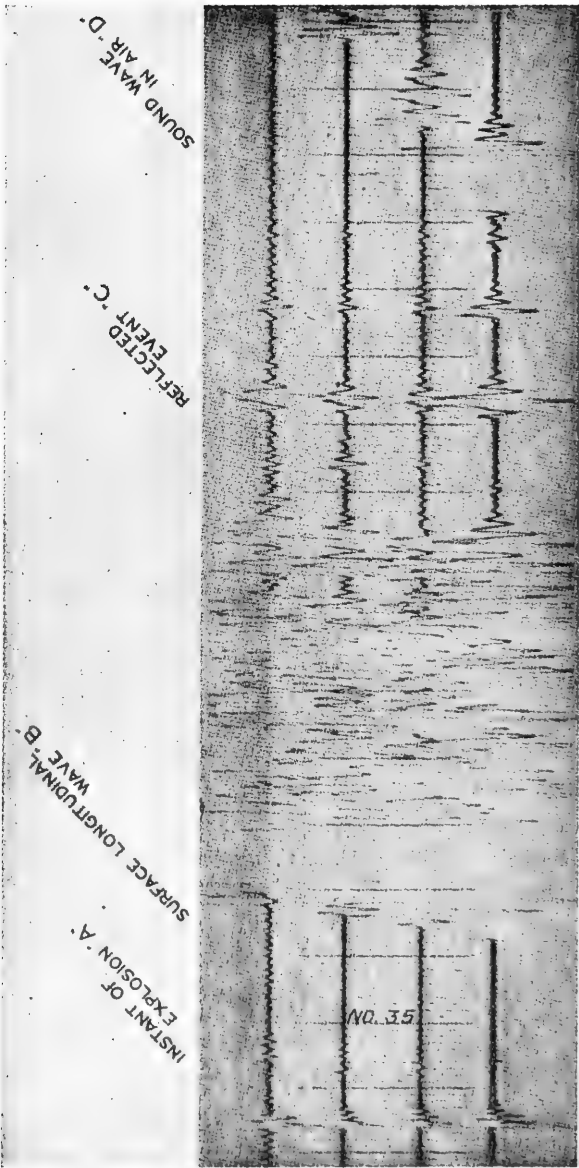 SOUND WAVE
IN AIR "D"
REFLECTED
EVENT "C"
SURFACE LONGITUDINAL
WAVE "B"
INSTANT OF
EXPLOSION "A"
NO. 35